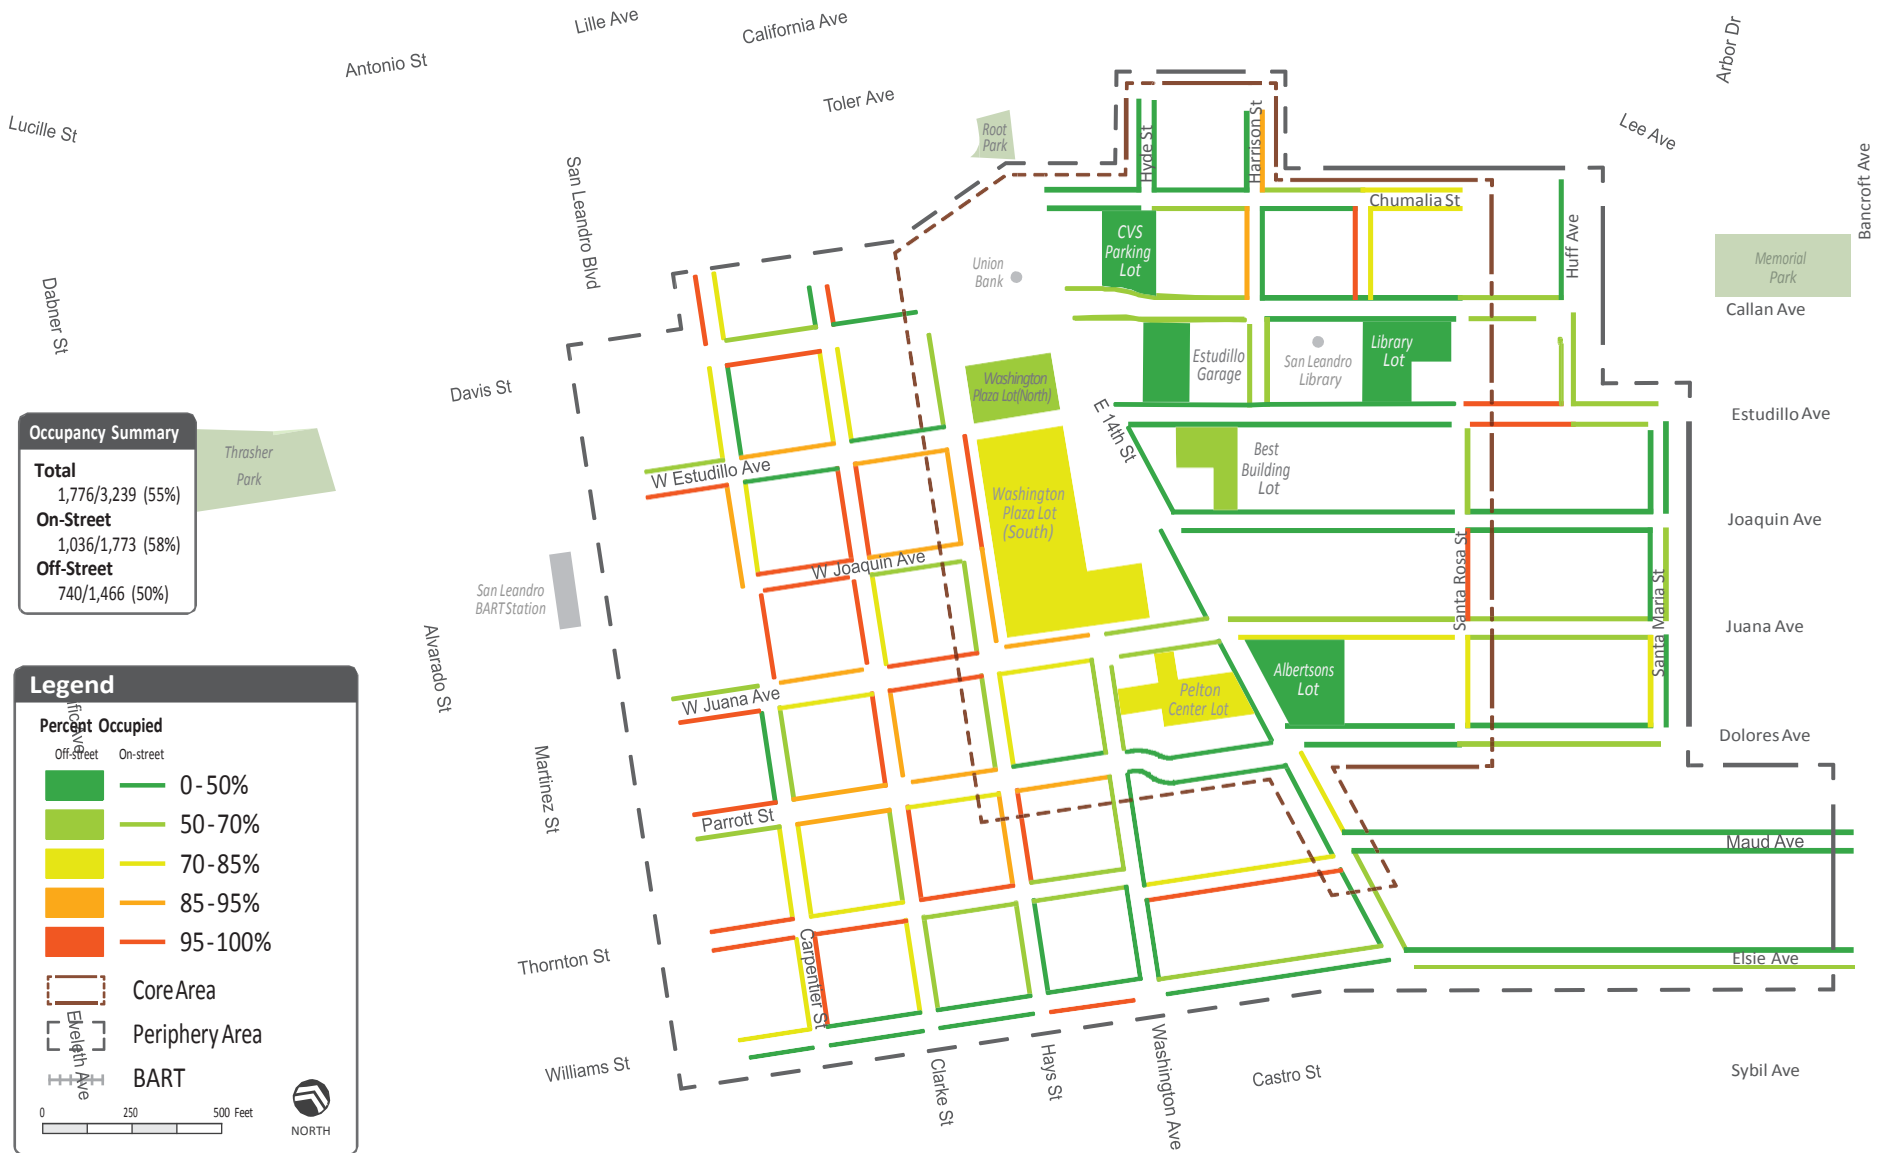 Lille Ave
California Ave
Arbor Dr
Antonio St
Toler Ave
Lucille St
Lee Ave
Root
Park
Hyde St
Harrison St
San Leandro Blvd
Bancroft Ave
Chumalia St
Huff Ave
CVS
Parking
Lot
Union
Bank
Memorial
Park
Callan Ave
Dabner St
Estudillo
Garage
San Leandro
Library
Library
Lot
Washington
Plaza Lot(North)
Davis St
E 14th St
Estudillo Ave
Occupancy Summary
Total
1,776/3,239 (55%)
On-Street
1,036/1,773 (58%)
Off-Street
740/1,466 (50%)
Thrasher
Park
W Estudillo Ave
Best
Building
Lot
Washington
Plaza Lot
(South)
Joaquin Ave
W Joaquin Ave
San Leandro
BART Station
Santa Rosa St
Santa Maria St
Juana Ave
Alvarado St
W Juana Ave
Pelton
Center Lot
Albertsons
Lot
Dolores Ave
Martinez St
Parrott St
Maud Ave
Thornton St
Carpentier St
Elsie Ave
Williams St
Clarke St
Hays St
Washington Ave
Castro St
Sybil Ave
Legend
Percent Occupied
Off-street
On-street
0-50%
50-70%
70-85%
85-95%
95-100%
Core Area
Periphery Area
BART
Elveleth Ave
0
250
500 Feet
NORTH